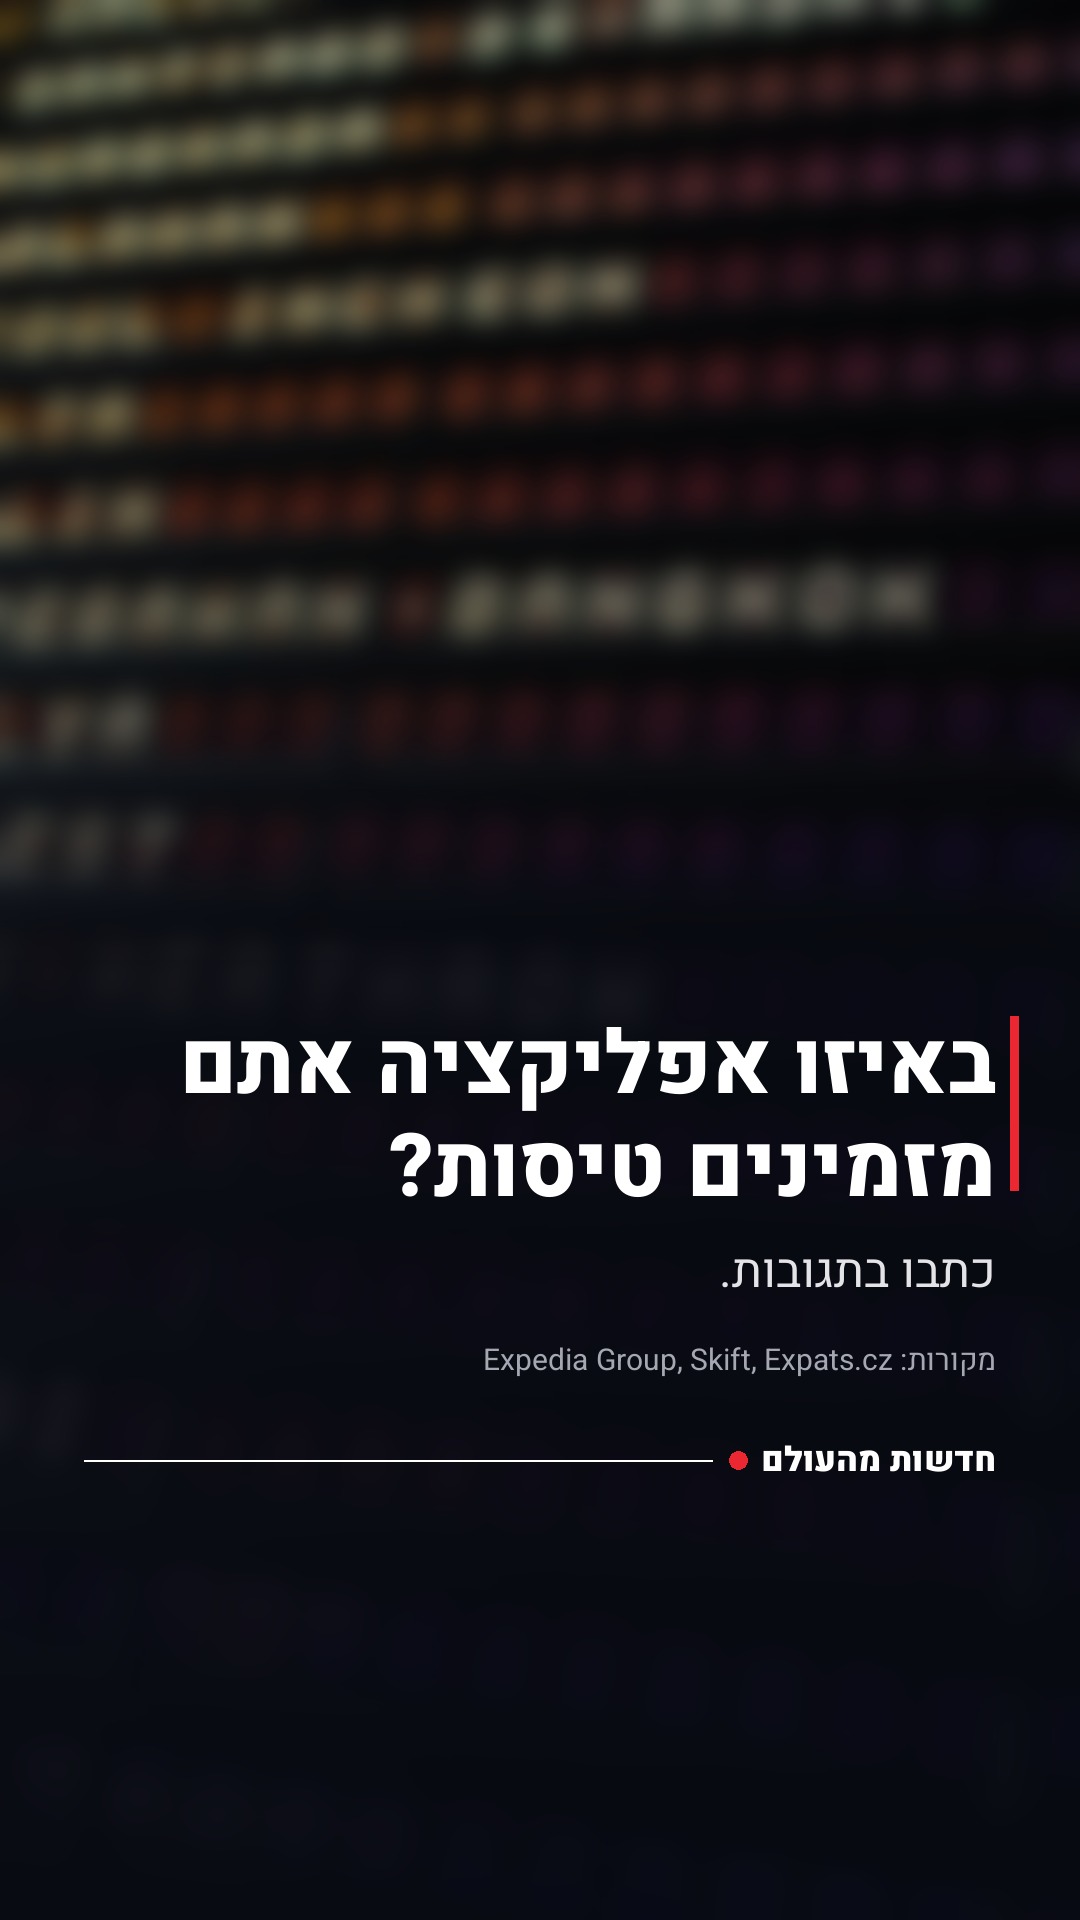 באיזו אפליקציה אתם
מזמינים טיסות?
כתבו בתגובות.
מקורות: Expedia Group, Skift, Expats.cz
חדשות מהעולם